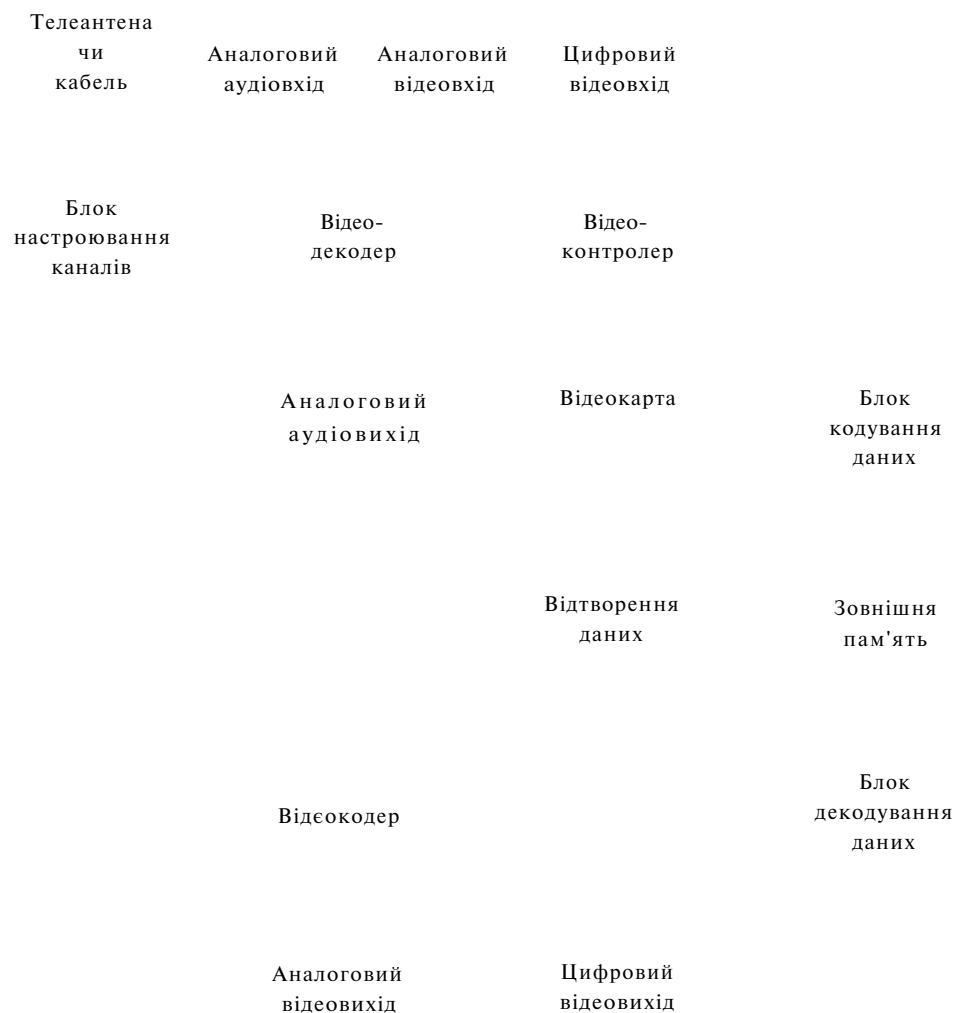 Телеантена
чи
кабель
Аналоговий
аудіовхід
Аналоговий
відеовхід
Цифровий
відеовхід
Блок
настроювання
каналів
Відео-
декодер
Відео-
контролер
Аналоговий
аудіовихід
Відеокарта
Блок
кодування
даних
Відтворення
даних
Зовнішня
пам'ять
Відєокодер
Блок
декодування
даних
Аналоговий
відеовихід
Цифровий
відеовихід